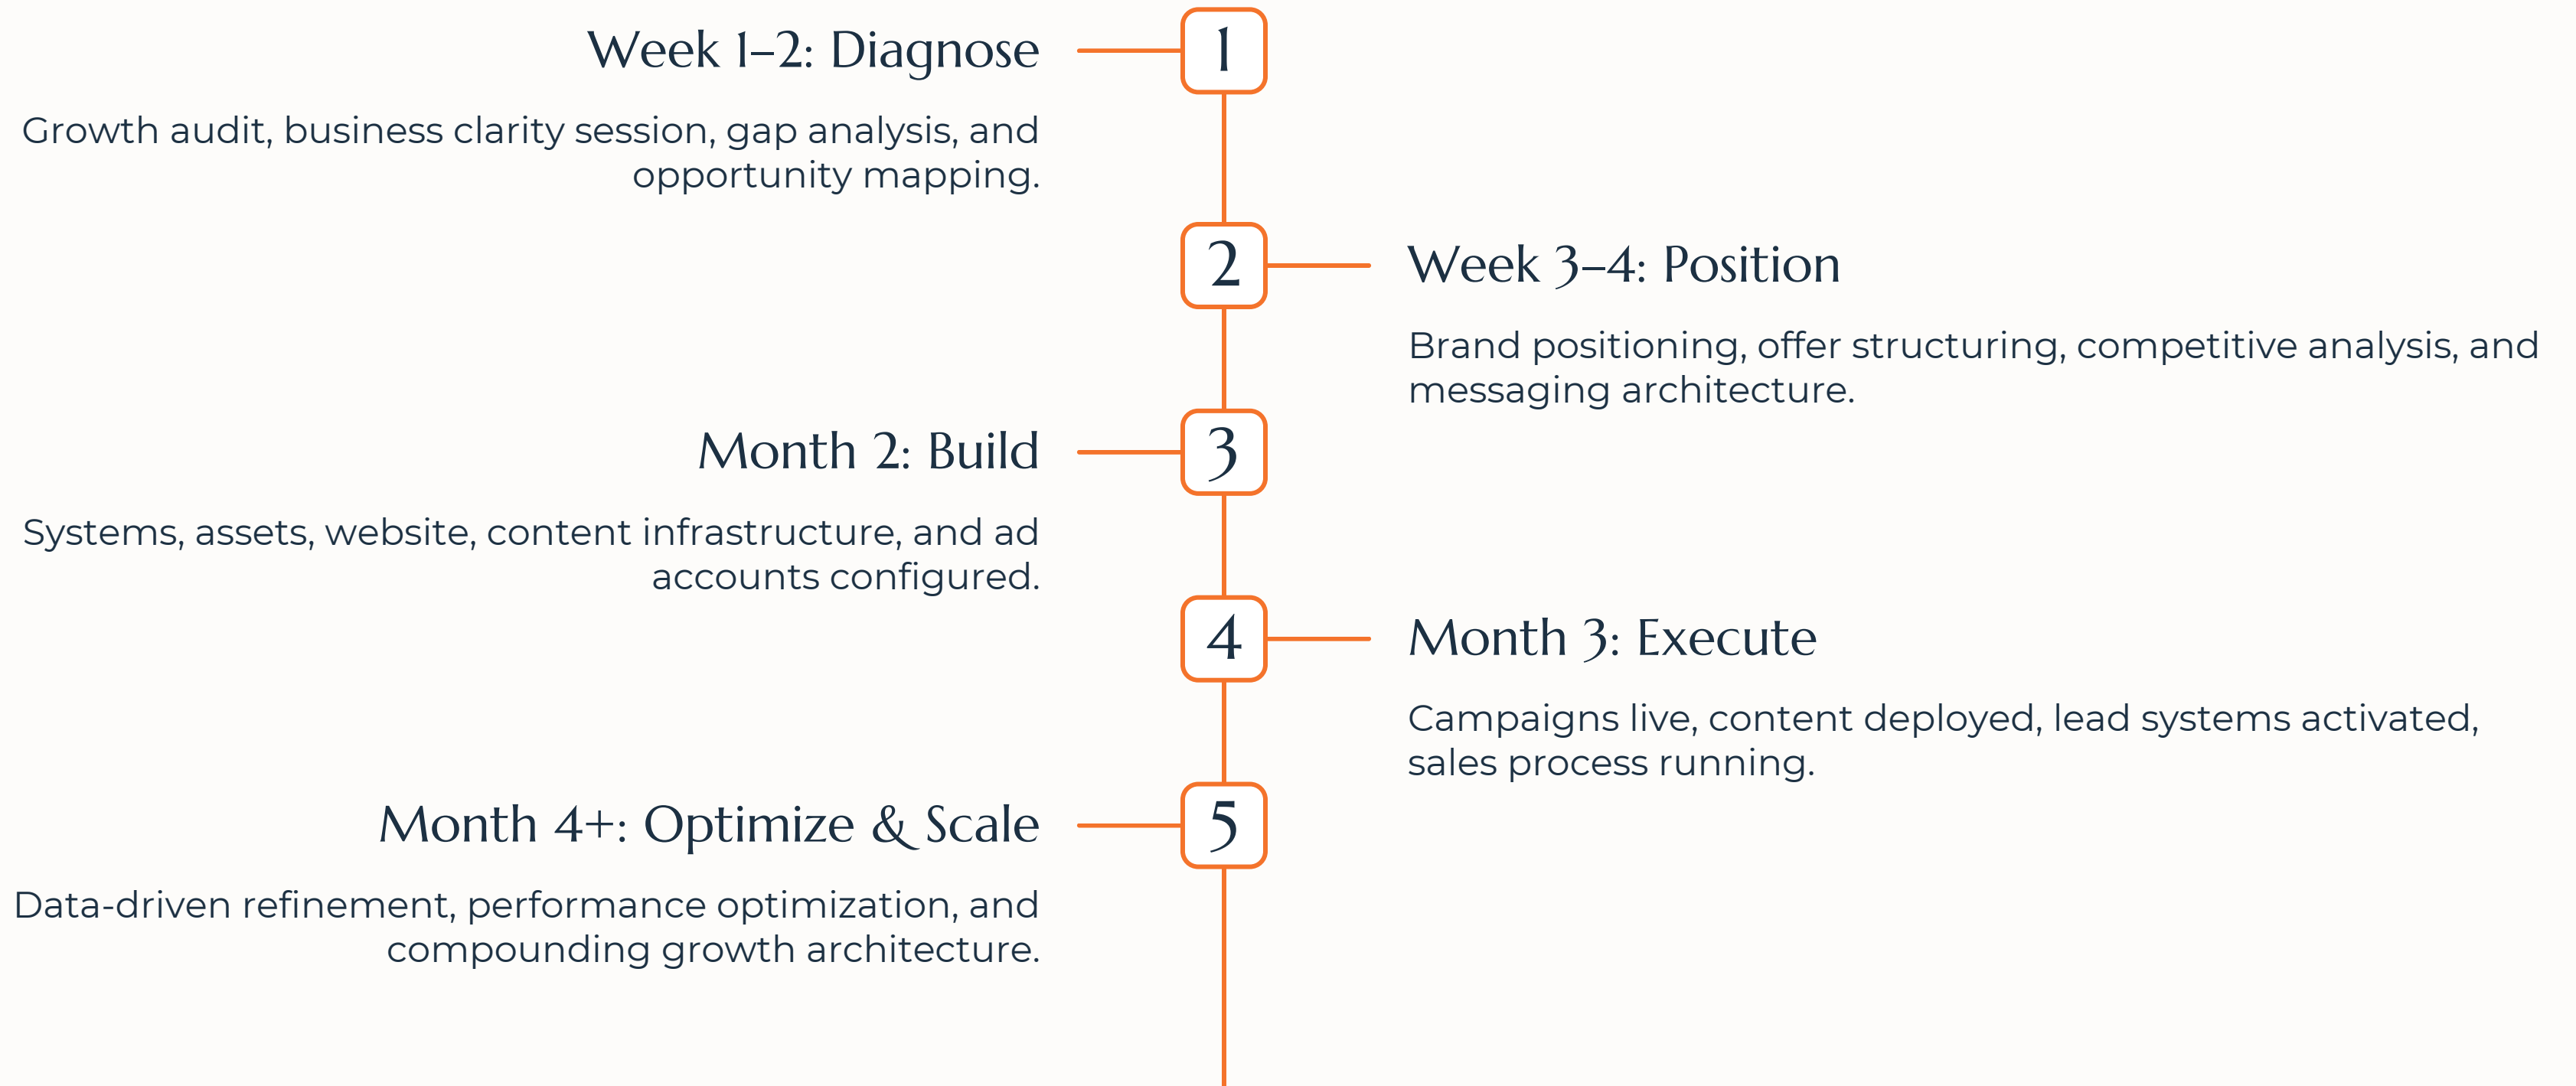 1
Week 1–2: Diagnose
Growth audit, business clarity session, gap analysis, and
opportunity mapping.
2
Week 3–4: Position
Brand positioning, offer structuring, competitive analysis, and
messaging architecture.
3
Month 2: Build
Systems, assets, website, content infrastructure, and ad
accounts configured.
4
Month 3: Execute
Campaigns live, content deployed, lead systems activated,
sales process running.
5
Month 4+: Optimize & Scale
Data-driven refinement, performance optimization, and
compounding growth architecture.